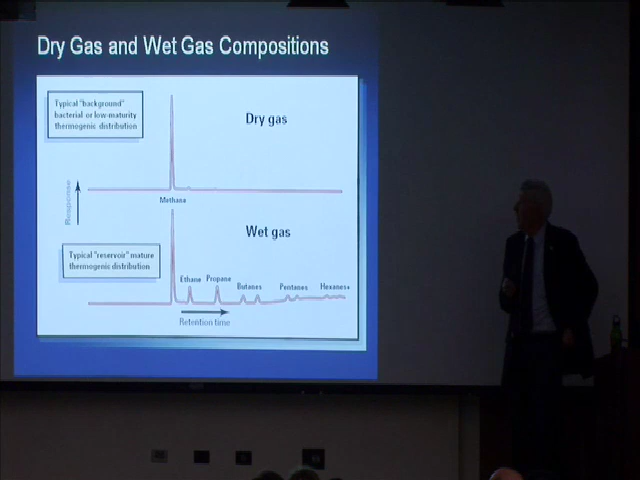 Dry Gas and Wet Gas Compositions
Typical "background"
bacterial or low-maturity
thermogenic distribution
Dry gas
Response
Methane
Wet gas
Typical "reservoir" mature
thermogenic distribution
Ethane
Propane
Butanes
Pentanes
Hexanes+
Retention time